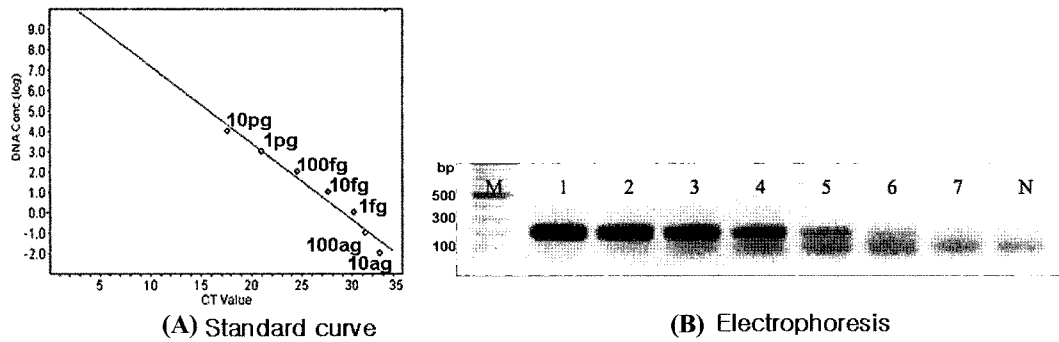 9.0
8.0
7.0
6.0
5.0
4.0
3.0
2.0
1.0
0.0
-1.0
-2.0
DNA Conc.(log)
10pg
1pg
100fg
10fg
1fg
100ag
10ag
5 10 15 20 25 30 35
CT Value
(A) Standard curve
bp
500
300
100
M 1 2 3 4 5 6 7 N
(B) Electrophoresis